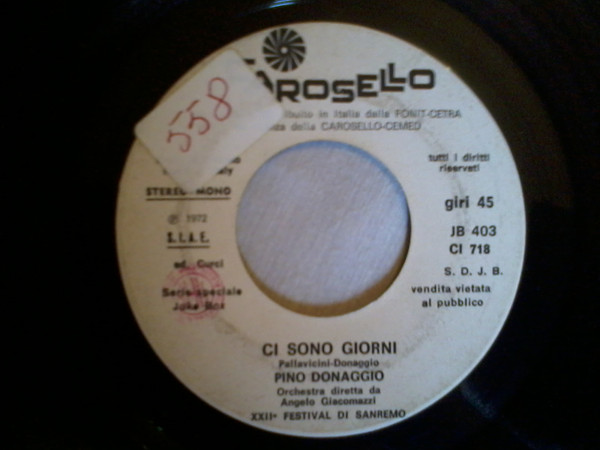 558
CAROSELLO
in Italia dalla FONIT-CETRA
della CAROSELLO-CEMED
tutti i diritti
riservati
STEREO MONO
giri 45
℗ 1972
JB 403
S.I.A.E.
CI 718
ed. Curci
S. D. J. B.
Serie speciale
Juke Box
vendita vietata
al pubblico
CI SONO GIORNI
Pallavicini-Donaggio
PINO DONAGGIO
Orchestra diretta da
Angelo Giacomazzi
XXII° FESTIVAL DI SANREMO